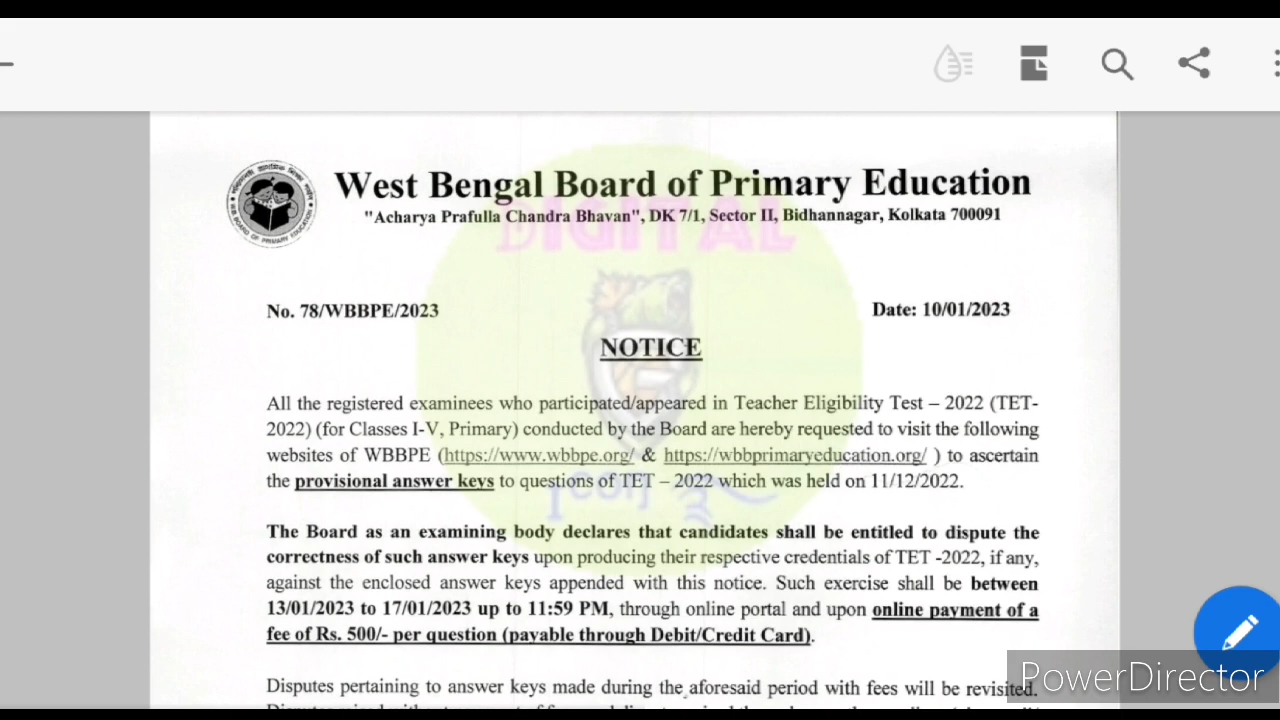 West Bengal Board of Primary Education
"Acharya Prafulla Chandra Bhavan", DK 7/1, Sector II, Bidhannagar, Kolkata 700091
DIGITAL
No. 78/WBBPE/2023
Date: 10/01/2023
NOTICE
All the registered examinees who participated/appeared in Teacher Eligibility Test – 2022 (TET-
2022) (for Classes I-V, Primary) conducted by the Board are hereby requested to visit the following
websites of WBBPE (https://www.wbbpe.org/ & https://wbbprimaryeducation.org/ ) to ascertain
the provisional answer keys to questions of TET – 2022 which was held on 11/12/2022.
The Board as an examining body declares that candidates shall be entitled to dispute the
correctness of such answer keys upon producing their respective credentials of TET -2022, if any,
against the enclosed answer keys appended with this notice. Such exercise shall be between
13/01/2023 to 17/01/2023 up to 11:59 PM, through online portal and upon online payment of a
fee of Rs. 500/- per question (payable through Debit/Credit Card).
Disputes pertaining to answer keys made during the aforesaid period with fees will be revisited.
PowerDirector